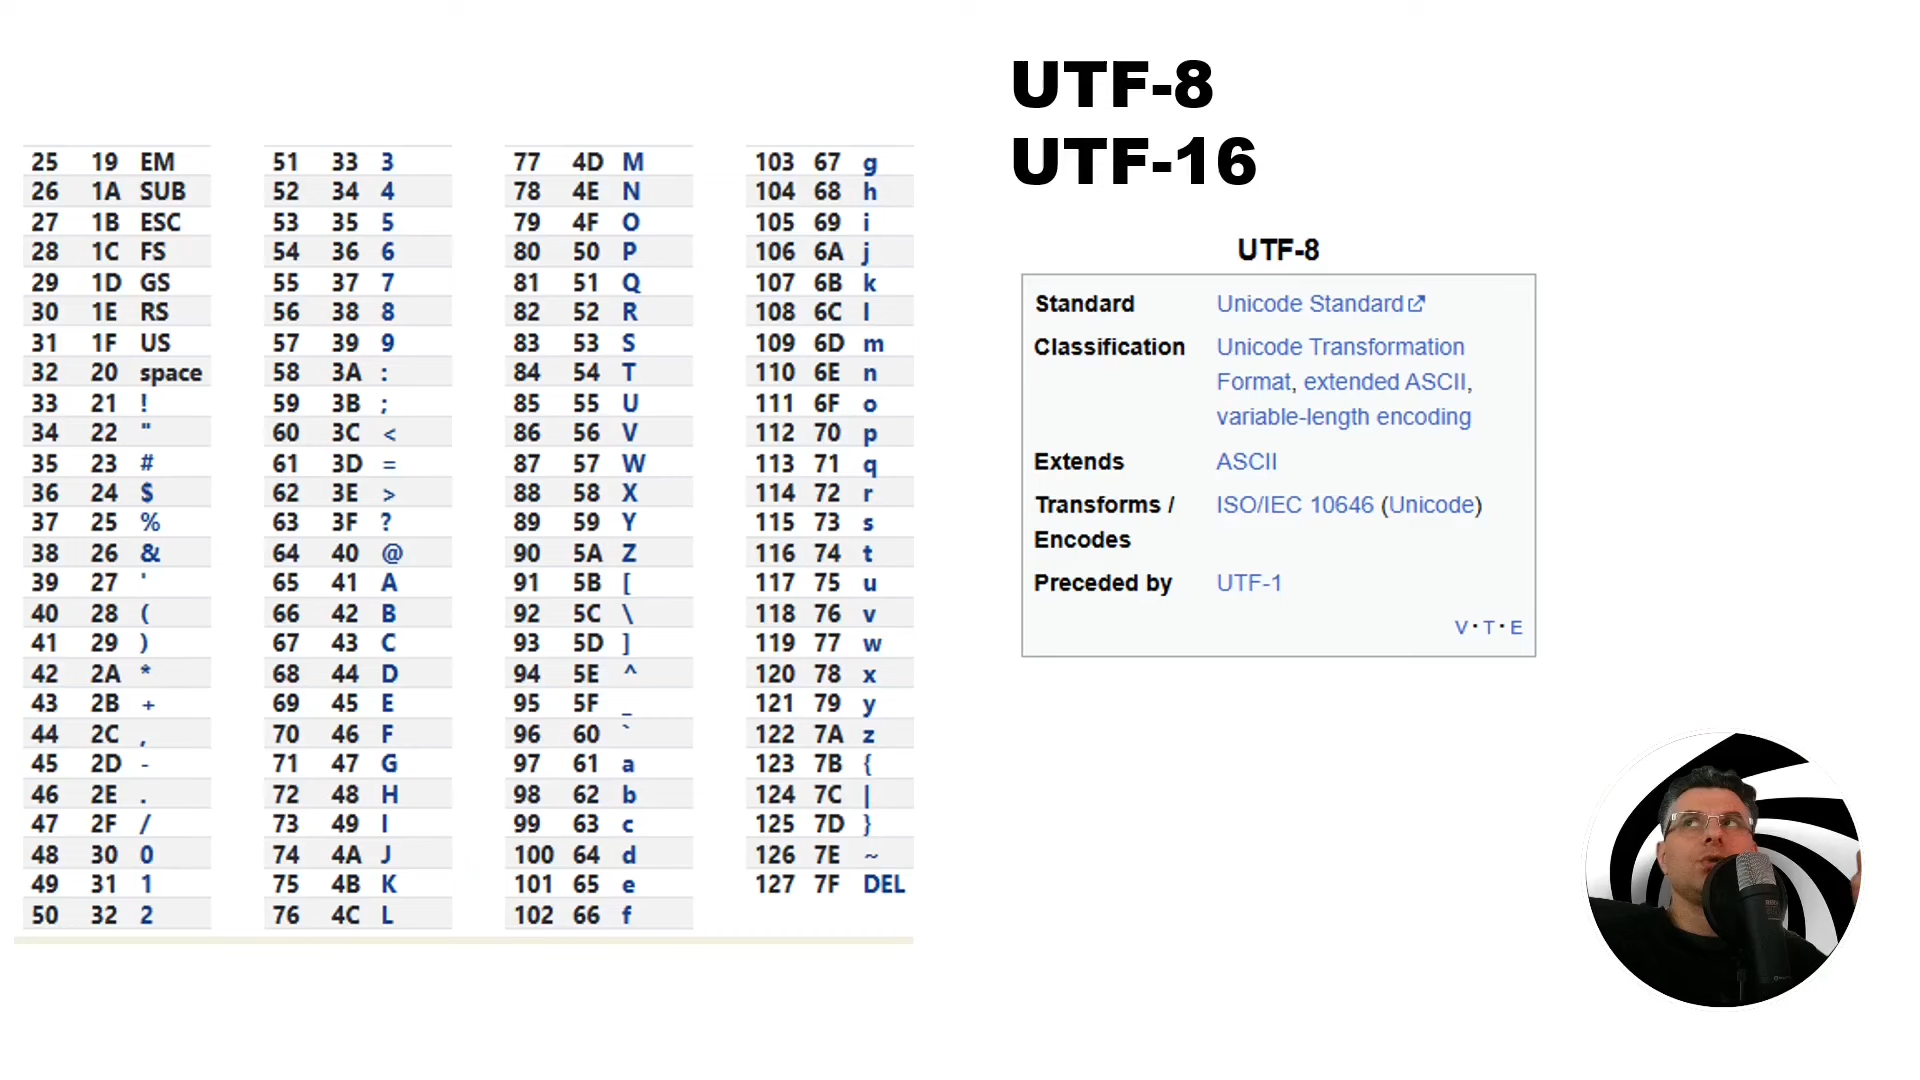 UTF-8
UTF-16
25 19 EM
26 1A SUB
27 1B ESC
28 1C FS
29 1D GS
30 1E RS
31 1F US
32 20 space
33 21 !
34 22 "
35 23 #
36 24 $
37 25 %
38 26 &
39 27 '
40 28 (
41 29 )
42 2A *
43 2B +
44 2C ,
45 2D -
46 2E .
47 2F /
48 30 0
49 31 1
50 32 2
51 33 3
52 34 4
53 35 5
54 36 6
55 37 7
56 38 8
57 39 9
58 3A :
59 3B ;
60 3C <
61 3D =
62 3E >
63 3F ?
64 40 @
65 41 A
66 42 B
67 43 C
68 44 D
69 45 E
70 46 F
71 47 G
72 48 H
73 49 I
74 4A J
75 4B K
76 4C L
77 4D M
78 4E N
79 4F O
80 50 P
81 51 Q
82 52 R
83 53 S
84 54 T
85 55 U
86 56 V
87 57 W
88 58 X
89 59 Y
90 5A Z
91 5B [
92 5C \
93 5D ]
94 5E ^
95 5F _
96 60 `
97 61 a
98 62 b
99 63 c
100 64 d
101 65 e
102 66 f
103 67 g
104 68 h
105 69 i
106 6A j
107 6B k
108 6C l
109 6D m
110 6E n
111 6F o
112 70 p
113 71 q
114 72 r
115 73 s
116 74 t
117 75 u
118 76 v
119 77 w
120 78 x
121 79 y
122 7A z
123 7B {
124 7C |
125 7D }
126 7E ~
127 7F DEL
UTF-8
Standard Unicode Standard
Classification Unicode Transformation
Format, extended ASCII,
variable-length encoding
Extends ASCII
Transforms / ISO/IEC 10646 (Unicode)
Encodes
Preceded by UTF-1
V · T · E